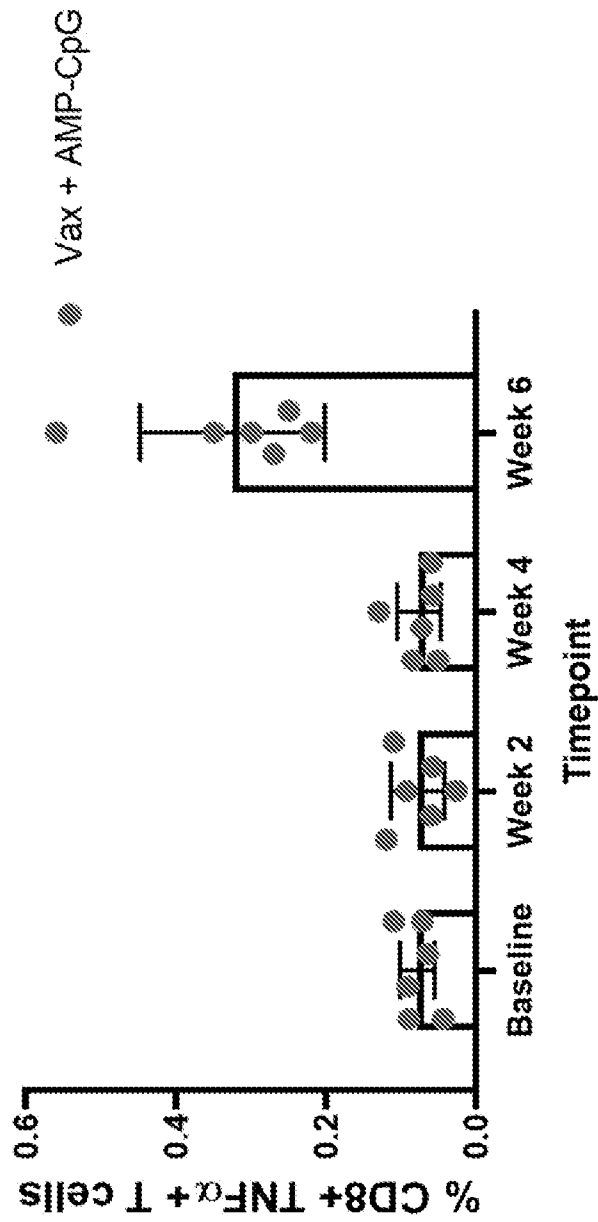 % CD8+ TNFα+ T cells
0.6
0.4
0.2
0.0
Baseline
Week 2
Week 4
Week 6
Timepoint
Vax + AMP-CpG